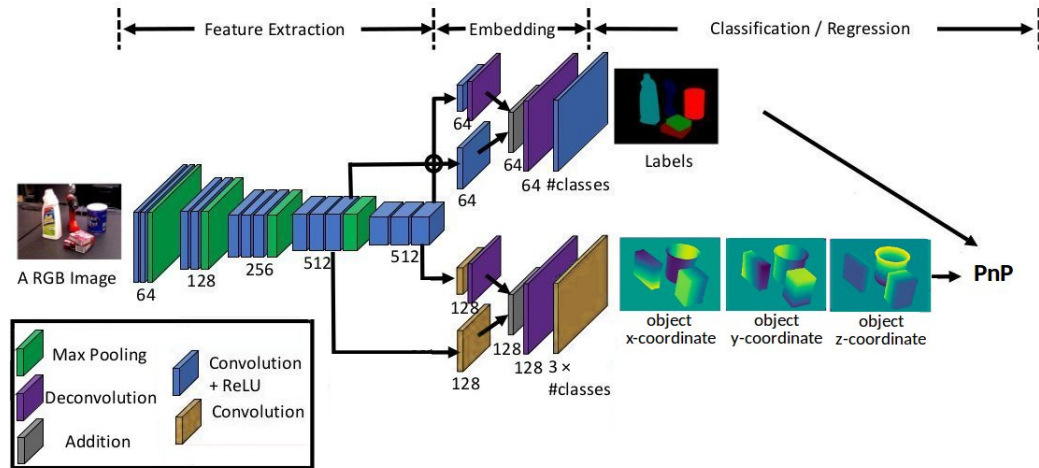 Feature Extraction
Embedding
Classification / Regression
64
64
64
64
#classes
Labels
A RGB Image
64
128
256
512
512
128
128
128
128
3 ×
#classes
object
x-coordinate
object
y-coordinate
object
z-coordinate
PnP
Max Pooling
Deconvolution
Addition
Convolution
+ ReLU
Convolution